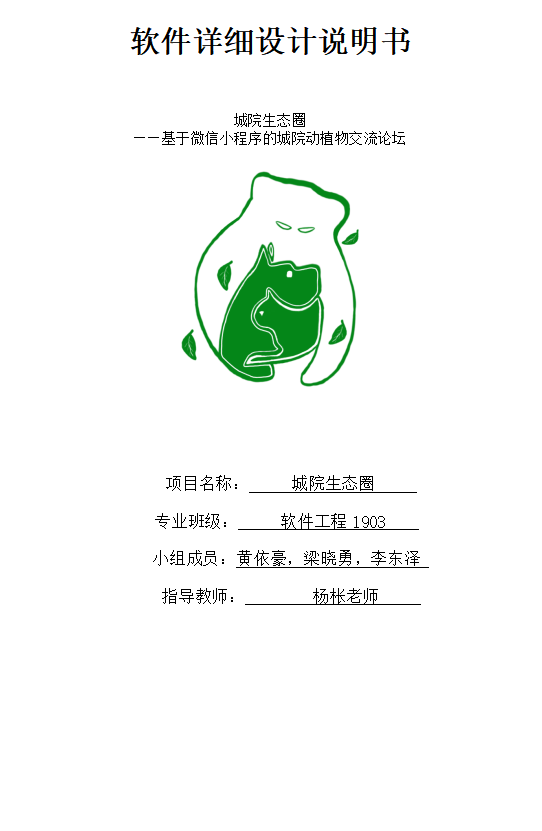 软件详细设计说明书
城院生态圈
——基于微信小程序的城院动植物交流论坛
项目名称：城院生态圈
专业班级：软件工程 1903
小组成员：黄依豪，梁晓勇，李东泽
指导教师：杨枨老师